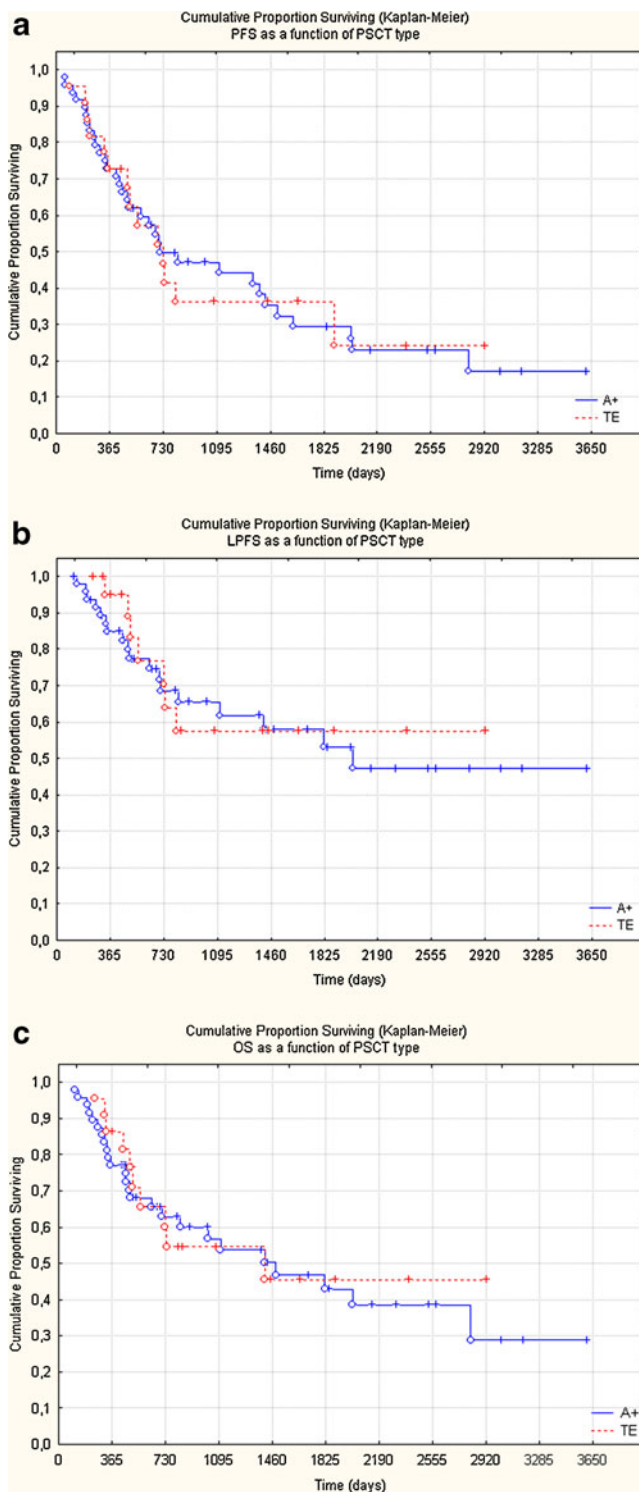 a
Cumulative Proportion Surviving (Kaplan-Meier)
PFS as a function of PSCT type
Cumulative Proportion Surviving
1,0
0,9
0,8
0,7
0,6
0,5
0,4
0,3
0,2
0,1
0,0
A+
TE
0 365 730 1095 1460 1825 2190 2555 2920 3285 3650
Time (days)
b
Cumulative Proportion Surviving (Kaplan-Meier)
LPFS as a function of PSCT type
Cumulative Proportion Surviving
1,0
0,9
0,8
0,7
0,6
0,5
0,4
0,3
0,2
0,1
0,0
A+
TE
0 365 730 1095 1460 1825 2190 2555 2920 3285 3650
Time (days)
c
Cumulative Proportion Surviving (Kaplan-Meier)
OS as a function of PSCT type
Cumulative Proportion Surviving
1,0
0,9
0,8
0,7
0,6
0,5
0,4
0,3
0,2
0,1
0,0
A+
TE
0 365 730 1095 1460 1825 2190 2555 2920 3285 3650
Time (days)